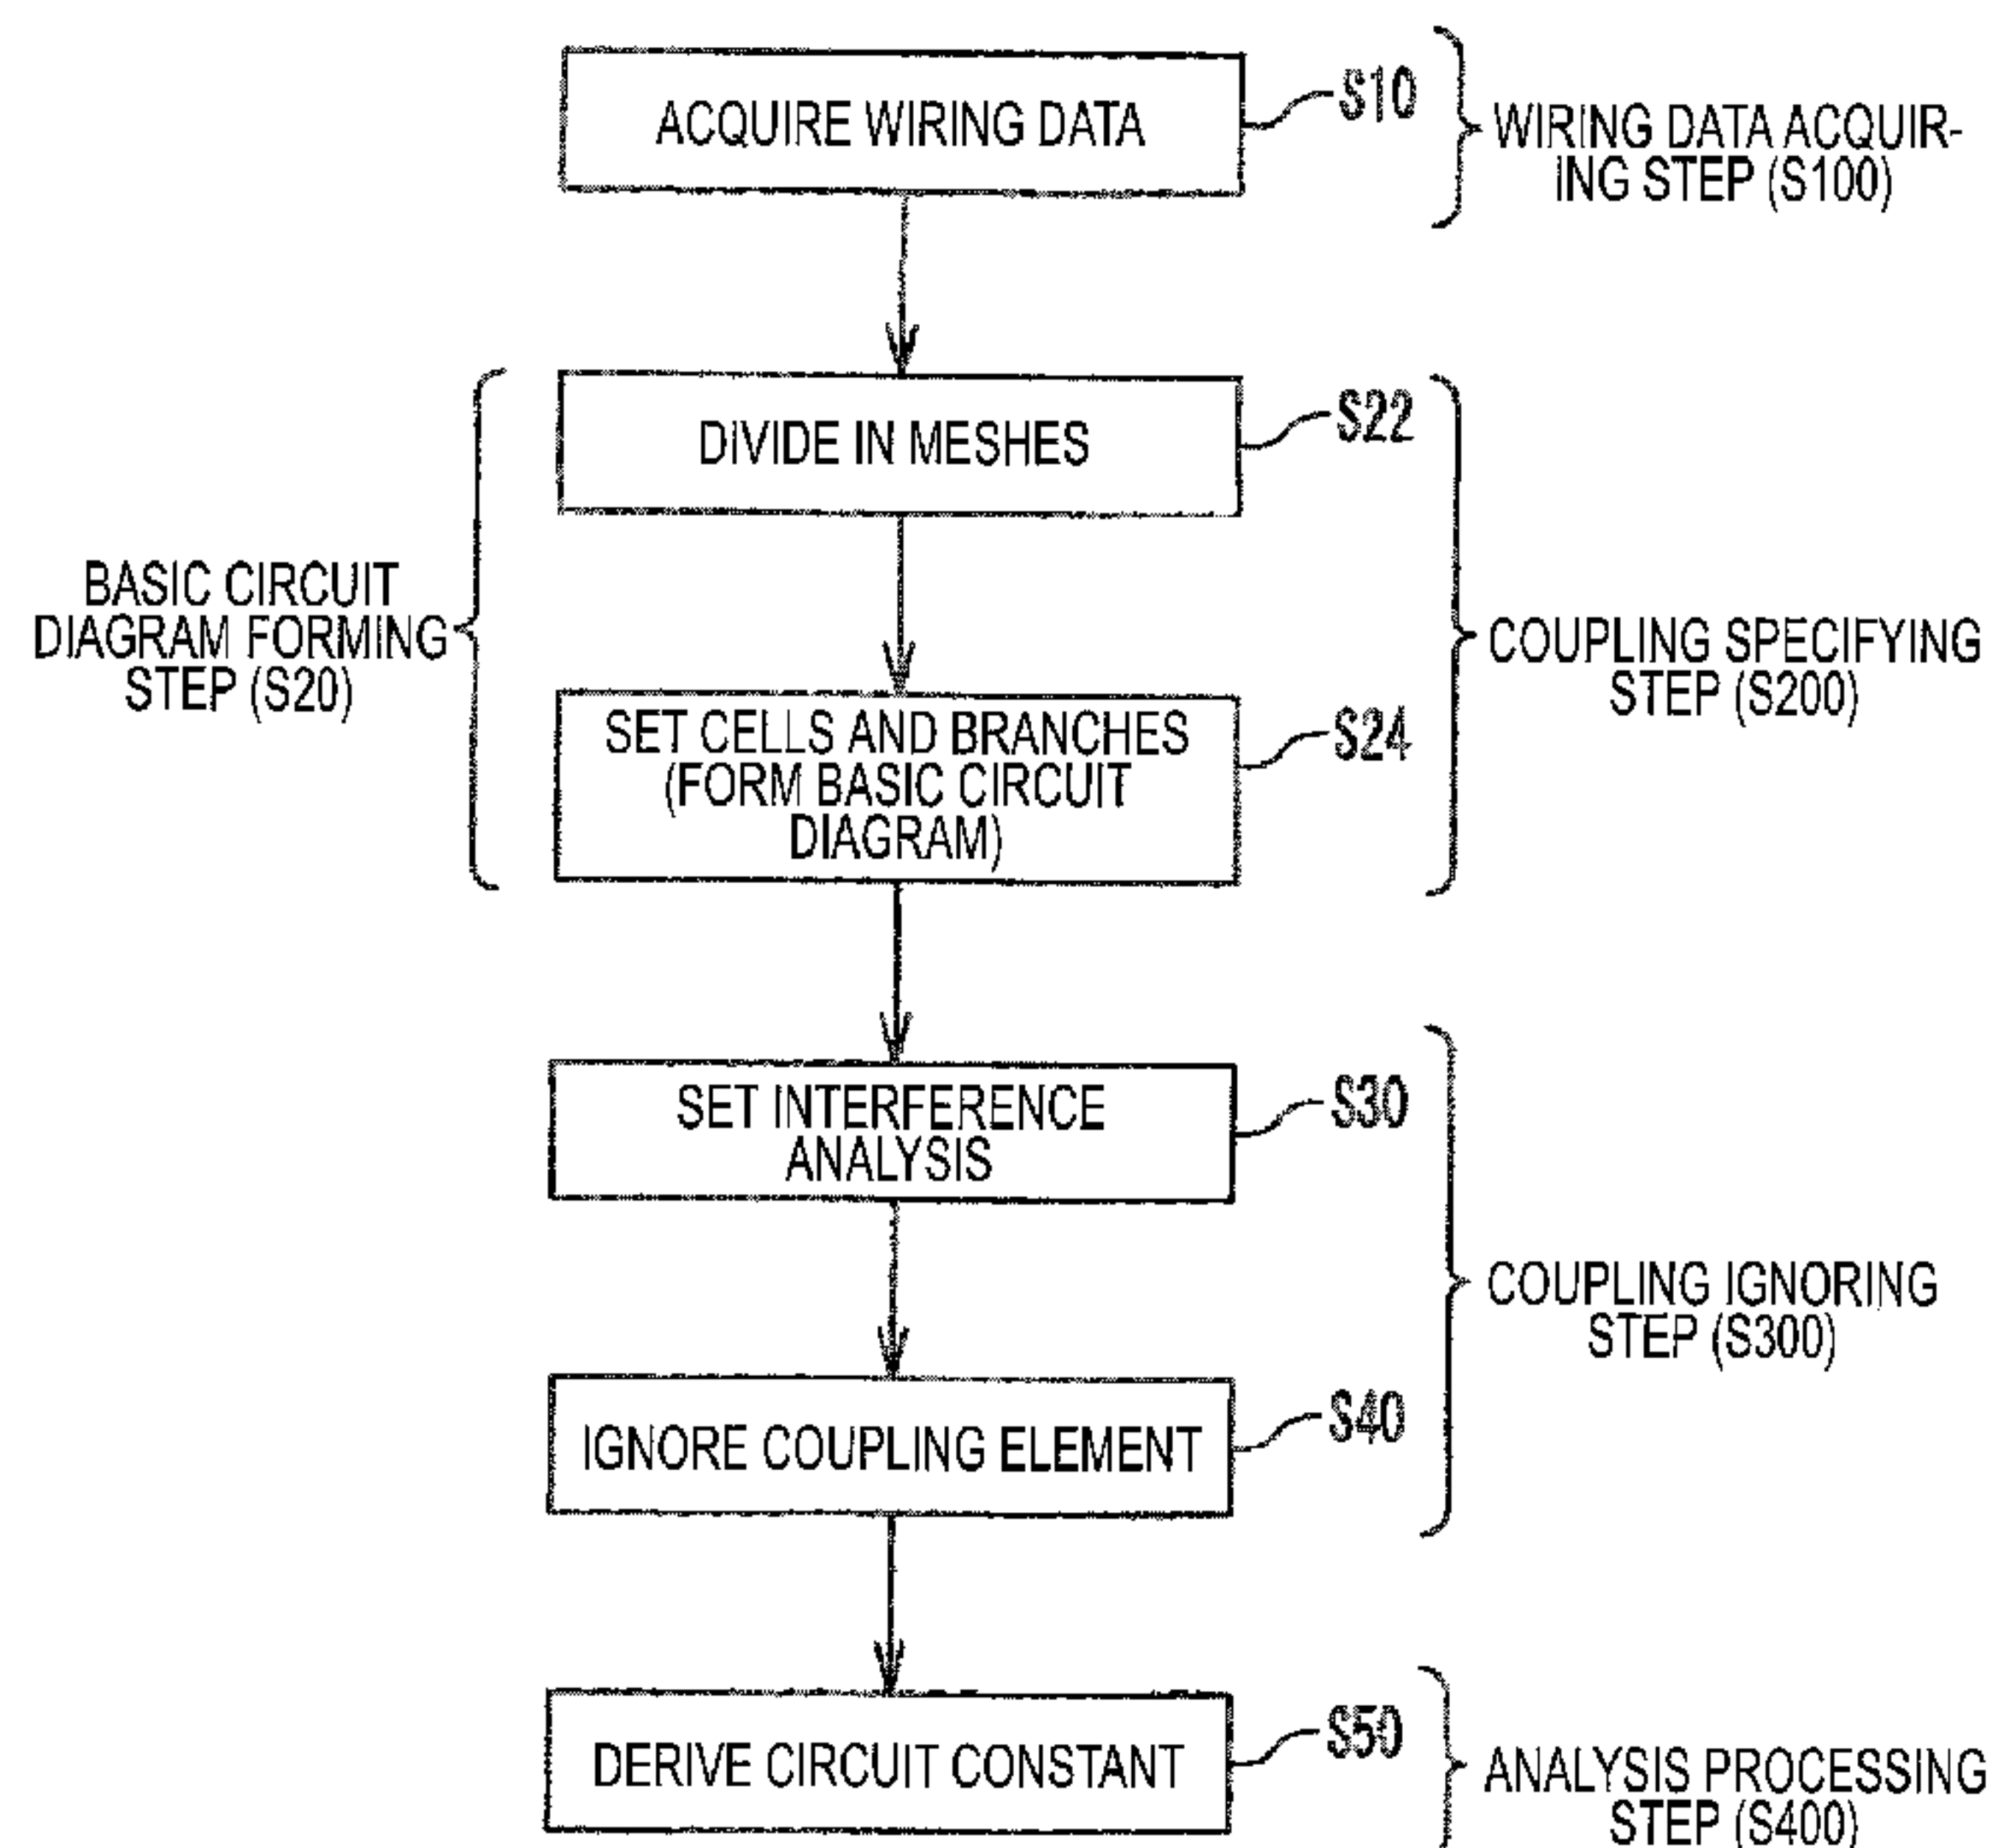 ACQUIRE WIRING DATA
S10
WIRING DATA ACQUIR-
ING STEP (S100)
DIVIDE IN MESHES
S22
BASIC CIRCUIT
DIAGRAM FORMING
STEP (S20)
COUPLING SPECIFYING
STEP (S200)
SET CELLS AND BRANCHES
(FORM BASIC CIRCUIT
DIAGRAM)
S24
SET INTERFERENCE
ANALYSIS
S30
COUPLING IGNORING
STEP (S300)
IGNORE COUPLING ELEMENT
S40
DERIVE CIRCUIT CONSTANT
S50
ANALYSIS PROCESSING
STEP (S400)